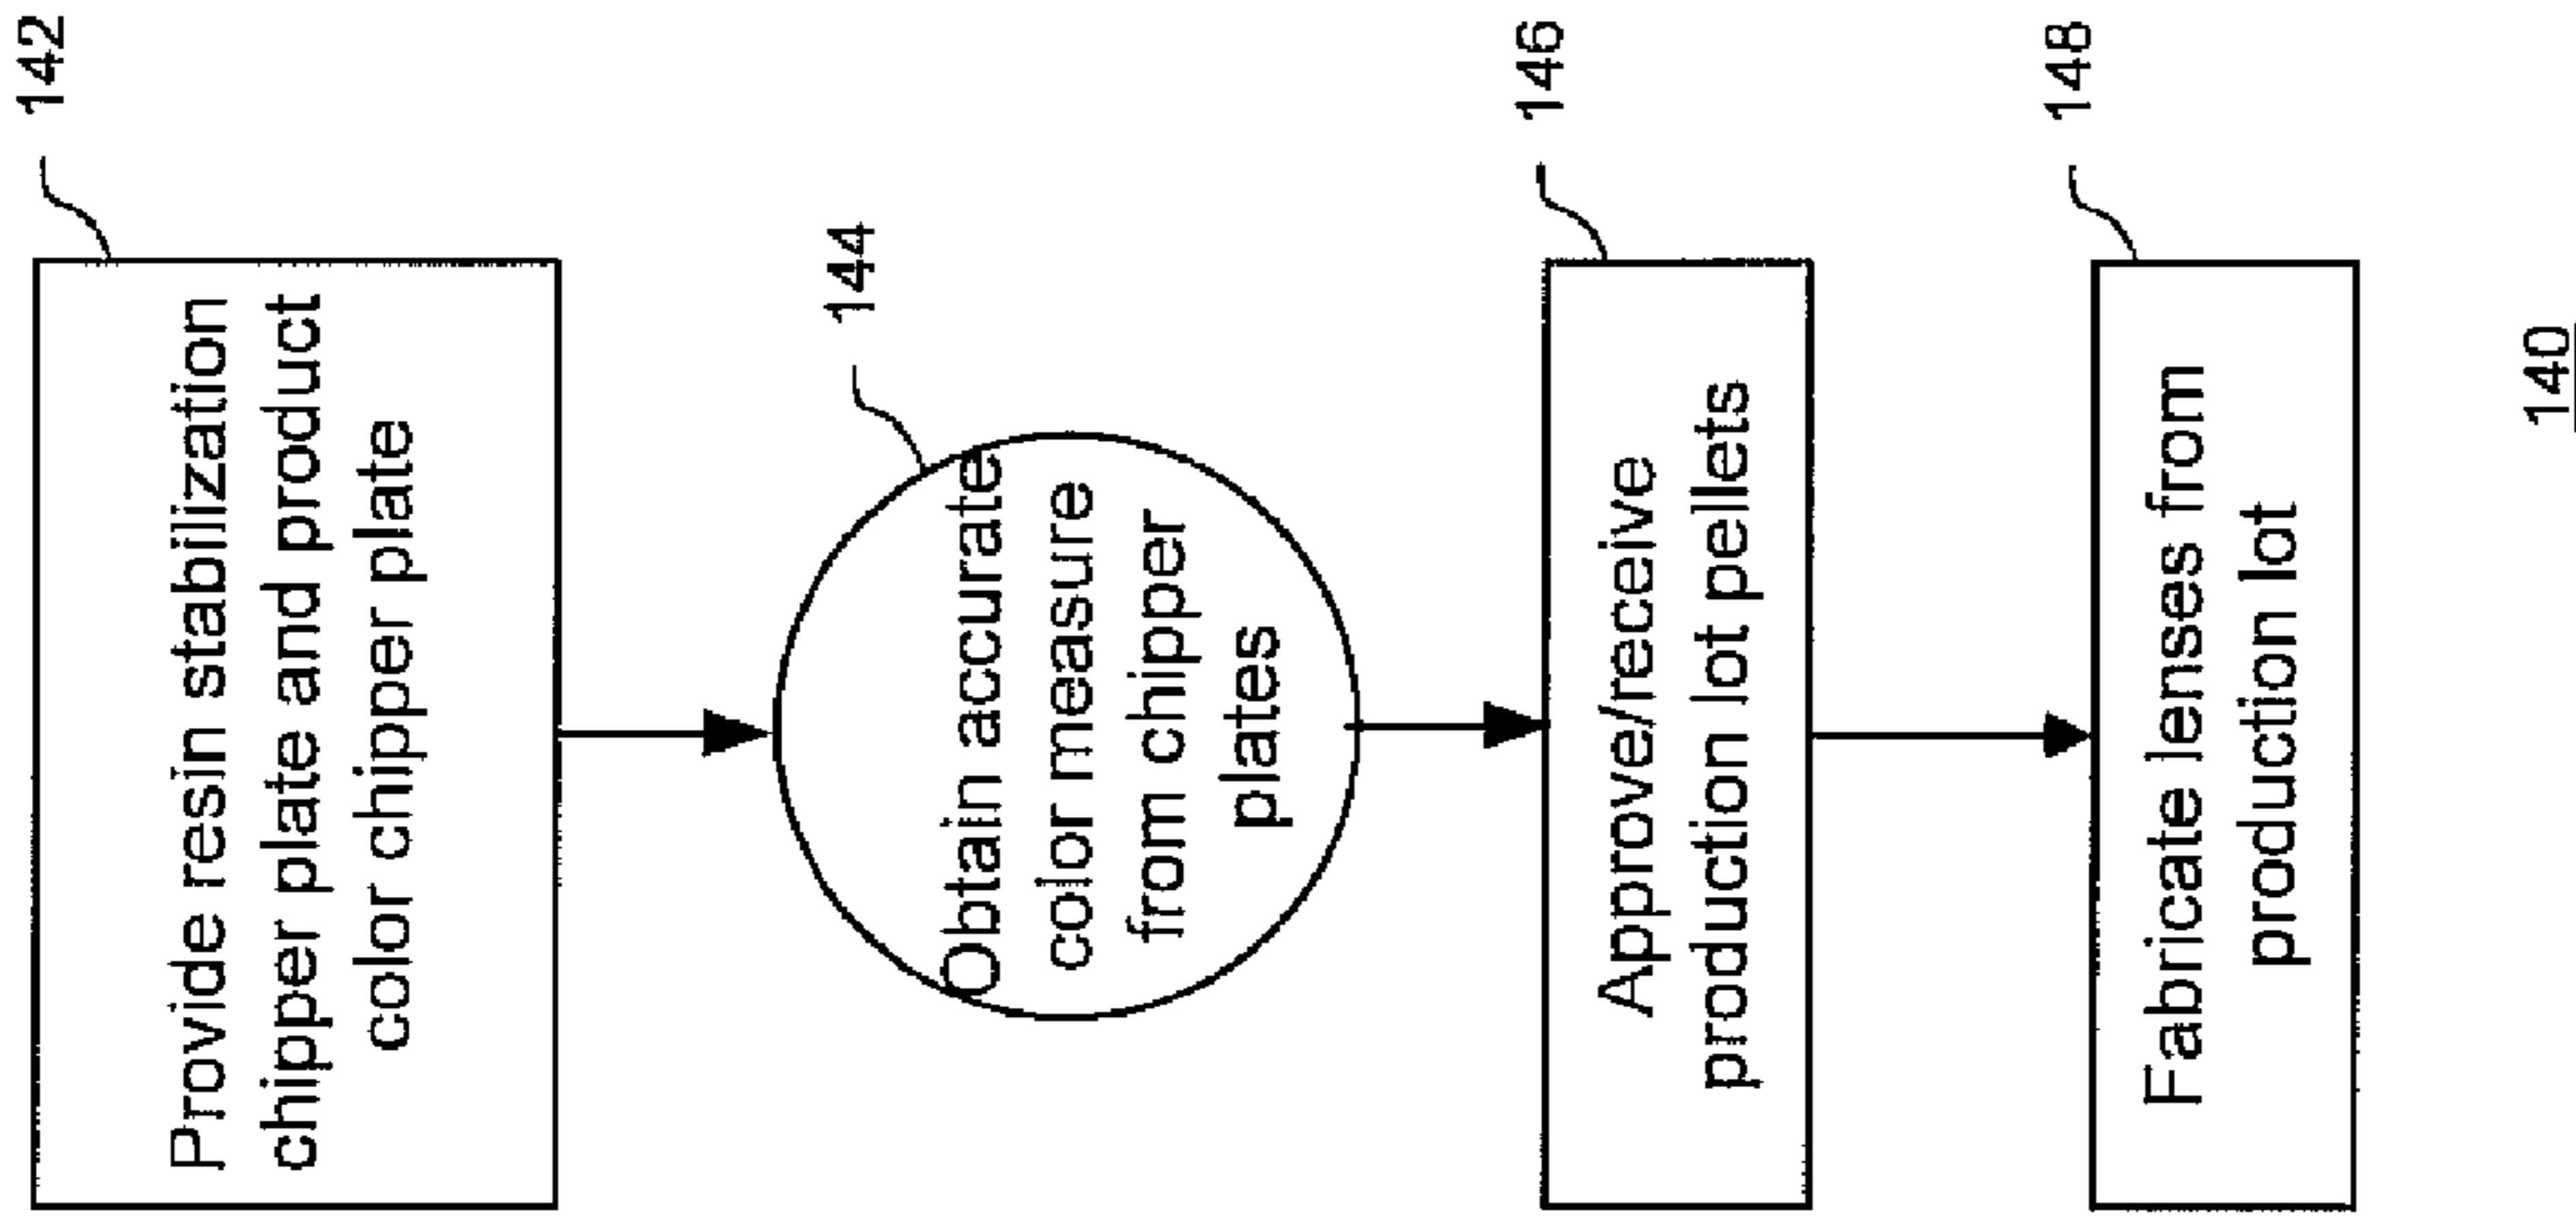 142
Provide resin stabilization
chipper plate and product
color chipper plate
144
Obtain accurate
color measure
from chipper
plates
146
Approve/receive
production lot pellets
148
Fabricate lenses from
production lot
140